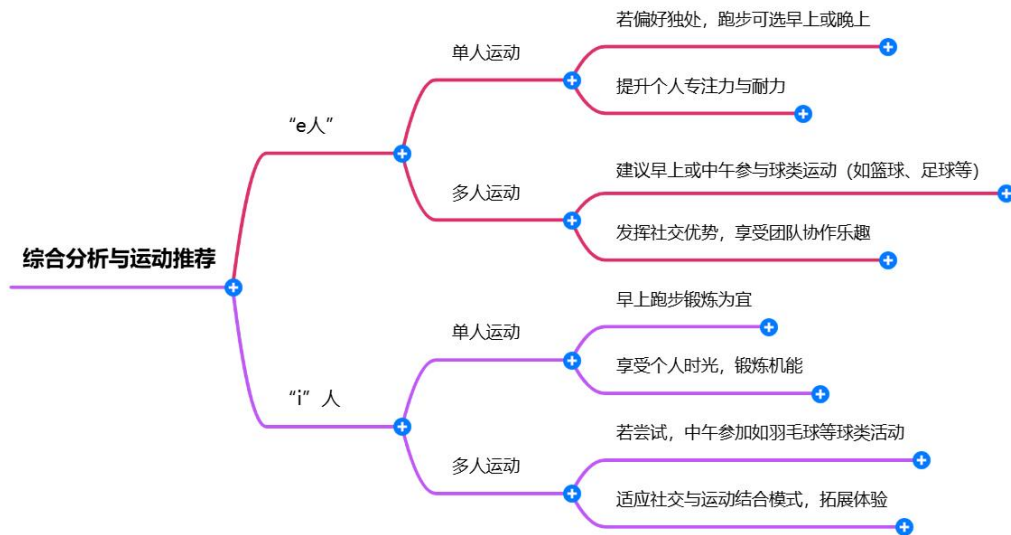 综合分析与运动推荐
“e人”
单人运动
若偏好独处，跑步可选早上或晚上
提升个人专注力与耐力
多人运动
建议早上或中午参与球类运动（如篮球、足球等）
发挥社交优势，享受团队协作乐趣
“i”人
单人运动
早上跑步锻炼为宜
享受个人时光，锻炼机能
多人运动
若尝试，中午参加如羽毛球等球类活动
适应社交与运动结合模式，拓展体验